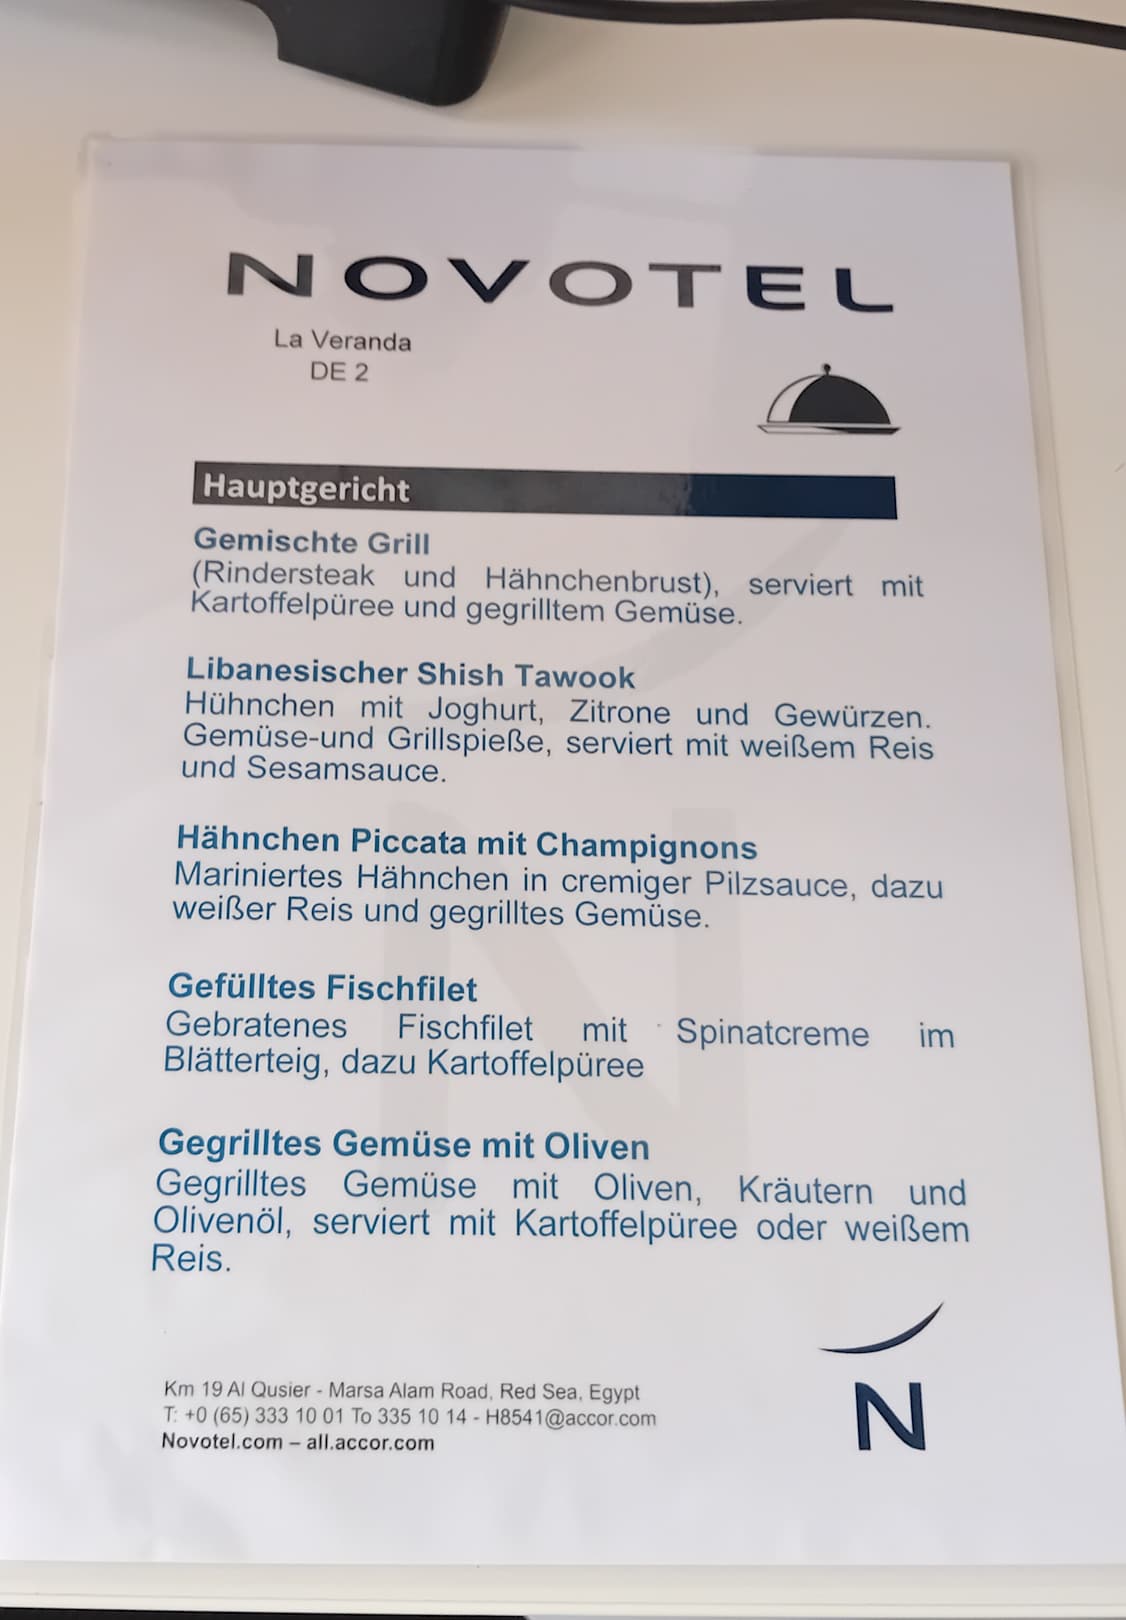 NOVOTEL
La Veranda
DE 2
Hauptgericht
Gemischte Grill
(Rindersteak und Hähnchenbrust), serviert mit
Kartoffelpüree und gegrilltem Gemüse.
Libanesischer Shish Tawook
Hühnchen mit Joghurt, Zitrone und Gewürzen.
Gemüse-und Grillspieße, serviert mit weißem Reis
und Sesamsauce.
Hähnchen Piccata mit Champignons
Mariniertes Hähnchen in cremiger Pilzsauce, dazu
weißer Reis und gegrilltes Gemüse.
Gefülltes Fischfilet
Gebratenes Fischfilet mit Spinatcreme im
Blätterteig, dazu Kartoffelpüree
Gegrilltes Gemüse mit Oliven
Gegrilltes Gemüse mit Oliven, Kräutern und
Olivenöl, serviert mit Kartoffelpüree oder weißem
Reis.
Km 19 Al Qusier - Marsa Alam Road, Red Sea, Egypt
T: +0 (65) 333 10 01 To 335 10 14 - H8541@accor.com
Novotel.com – all.accor.com
N